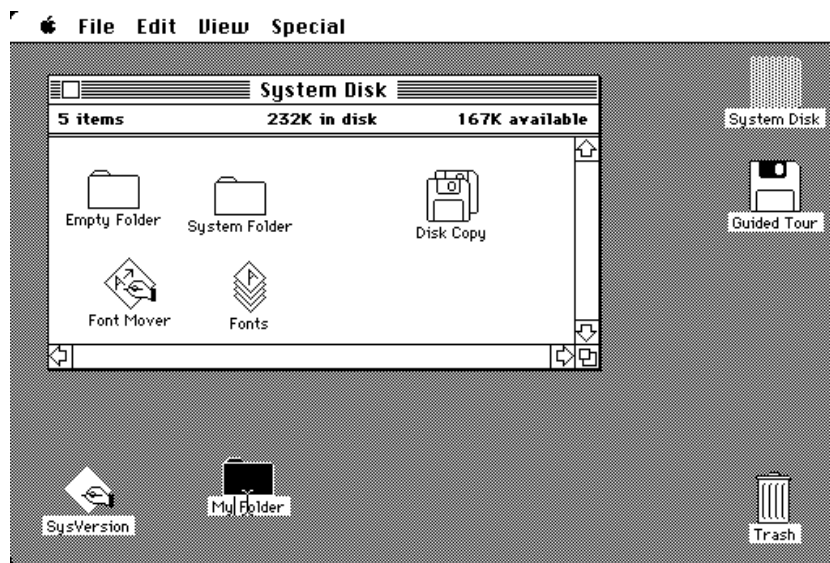 File Edit View Special
System Disk
5 items 232K in disk 167K available
Empty Folder System Folder Disk Copy
Font Mover Fonts
System Disk
Guided Tour
SysVersion
My Folder
Trash